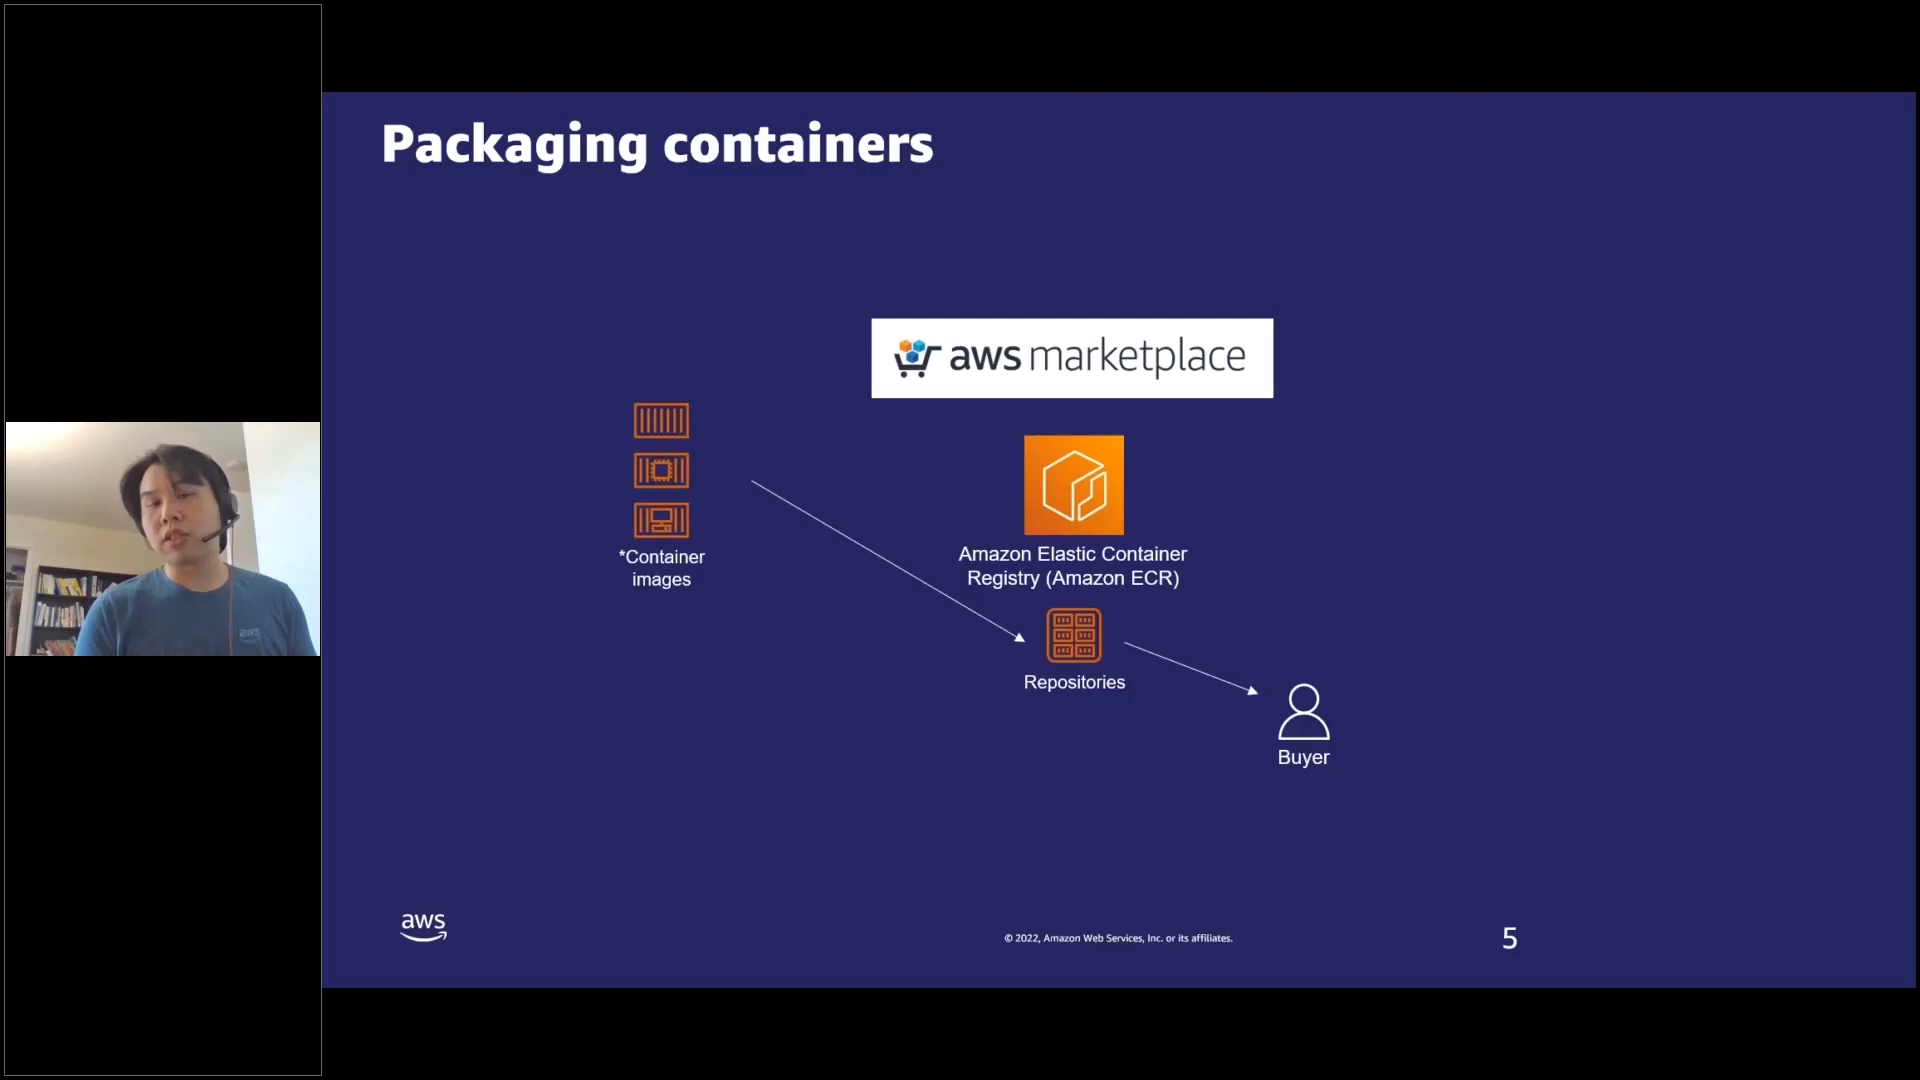 Packaging containers
aws marketplace
*Container
images
Amazon Elastic Container
Registry (Amazon ECR)
Repositories
Buyer
aws
aws
© 2022, Amazon Web Services, Inc. or its affiliates.
5